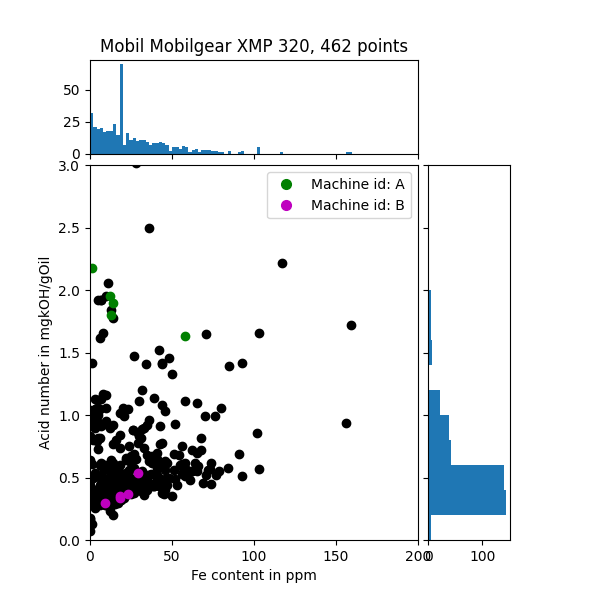 Mobil Mobilgear XMP 320, 462 points
50
25
0
3.0
2.5
2.0
1.5
1.0
0.5
0.0
Acid number in mgkOH/gOil
Machine id: A
Machine id: B
0 50 100 150 200
0 100
Fe content in ppm